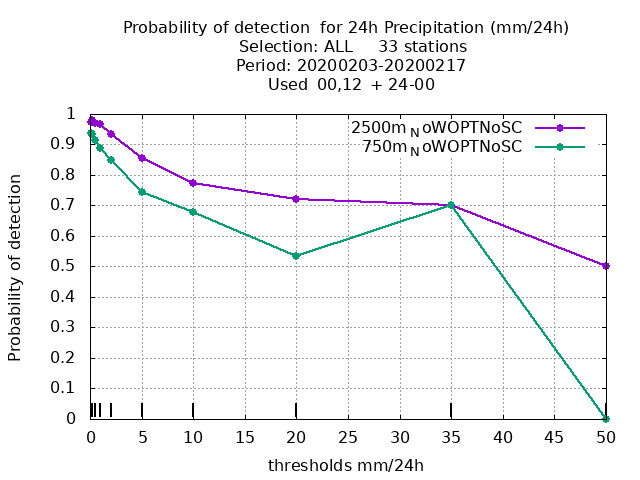 Probability of detection  for 24h Precipitation (mm/24h)
Selection: ALL     33 stations
Period: 20200203-20200217
Used  00,12  + 24-00
2500m_NoWOPTNoSC
750m_NoWOPTNoSC
Probability of detection
1
0.9
0.8
0.7
0.6
0.5
0.4
0.3
0.2
0.1
0
0 5 10 15 20 25 30 35 40 45 50
thresholds mm/24h